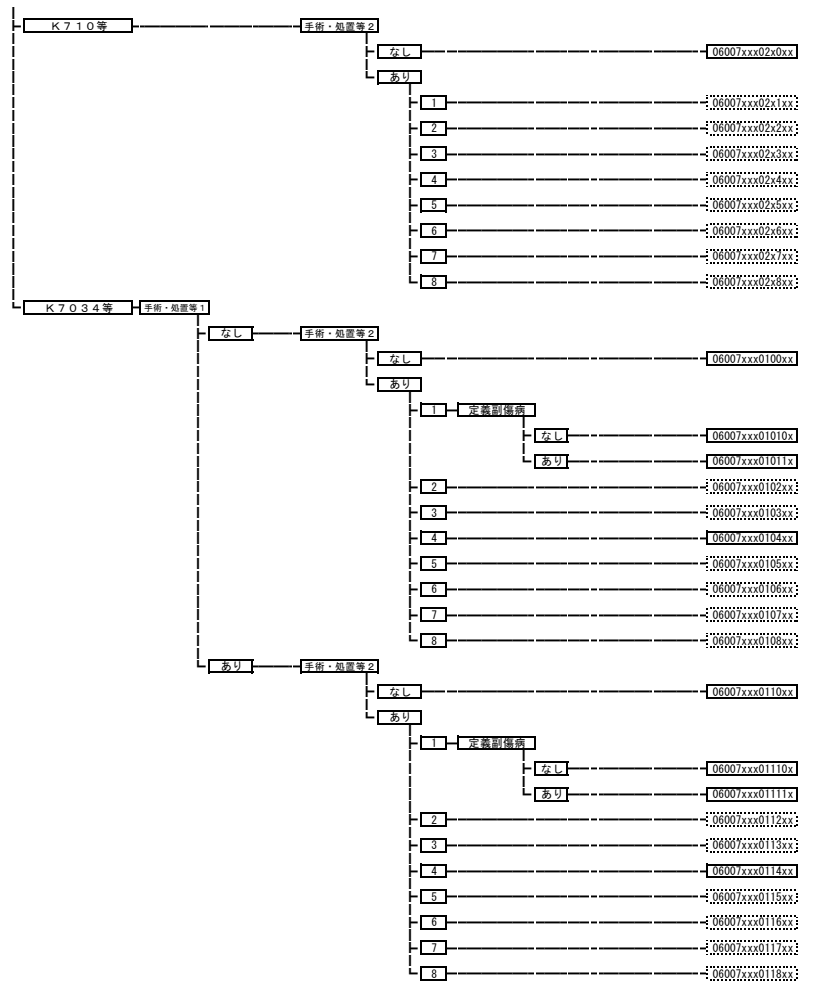 Ｋ７１０等 手術・処置等２
なし 06007xxx02x0xx
あり
1 06007xxx02x1xx
2 06007xxx02x2xx
3 06007xxx02x3xx
4 06007xxx02x4xx
5 06007xxx02x5xx
6 06007xxx02x6xx
7 06007xxx02x7xx
8 06007xxx02x8xx
Ｋ７０３４等 手術・処置等１
なし 手術・処置等２
なし 06007xxx0100xx
あり
1 定義副傷病
なし 06007xxx01010x
あり 06007xxx01011x
2 06007xxx0102xx
3 06007xxx0103xx
4 06007xxx0104xx
5 06007xxx0105xx
6 06007xxx0106xx
7 06007xxx0107xx
8 06007xxx0108xx
あり 手術・処置等２
なし 06007xxx0110xx
あり
1 定義副傷病
なし 06007xxx01110x
あり 06007xxx01111x
2 06007xxx0112xx
3 06007xxx0113xx
4 06007xxx0114xx
5 06007xxx0115xx
6 06007xxx0116xx
7 06007xxx0117xx
8 06007xxx0118xx